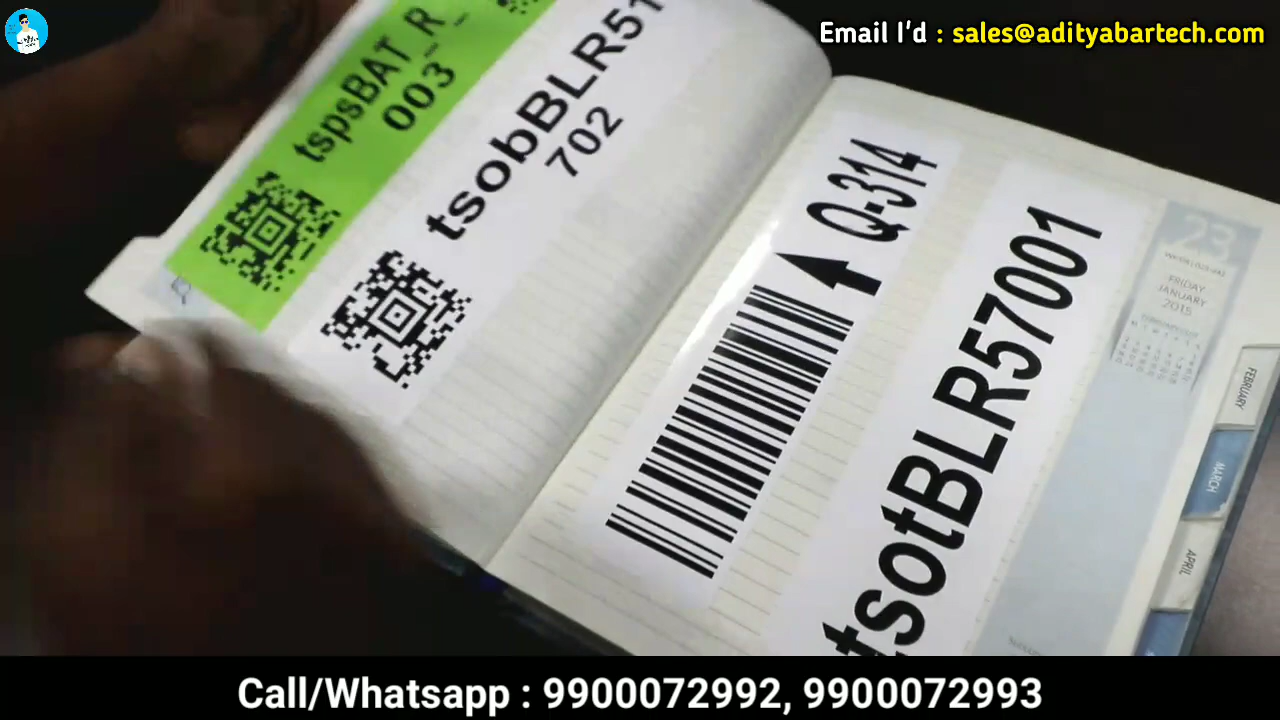 Email I'd : sales@adityabartech.com
tspsBAT_R_
003
tsobBLR51
702
Q-314
tsotBLR57001
23
FRIDAY
JANUARY
2015
FEBRUARY
MARCH
APRIL
Call/Whatsapp : 9900072992, 9900072993